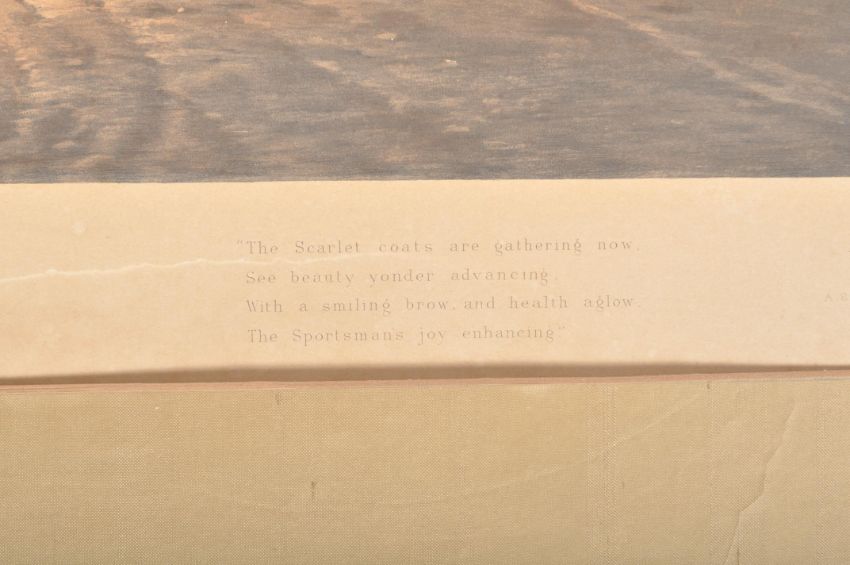 "The Scarlet coats are gathering now,
See beauty yonder advancing,
With a smiling brow, and health aglow,
The Sportsman's joy enhancing"